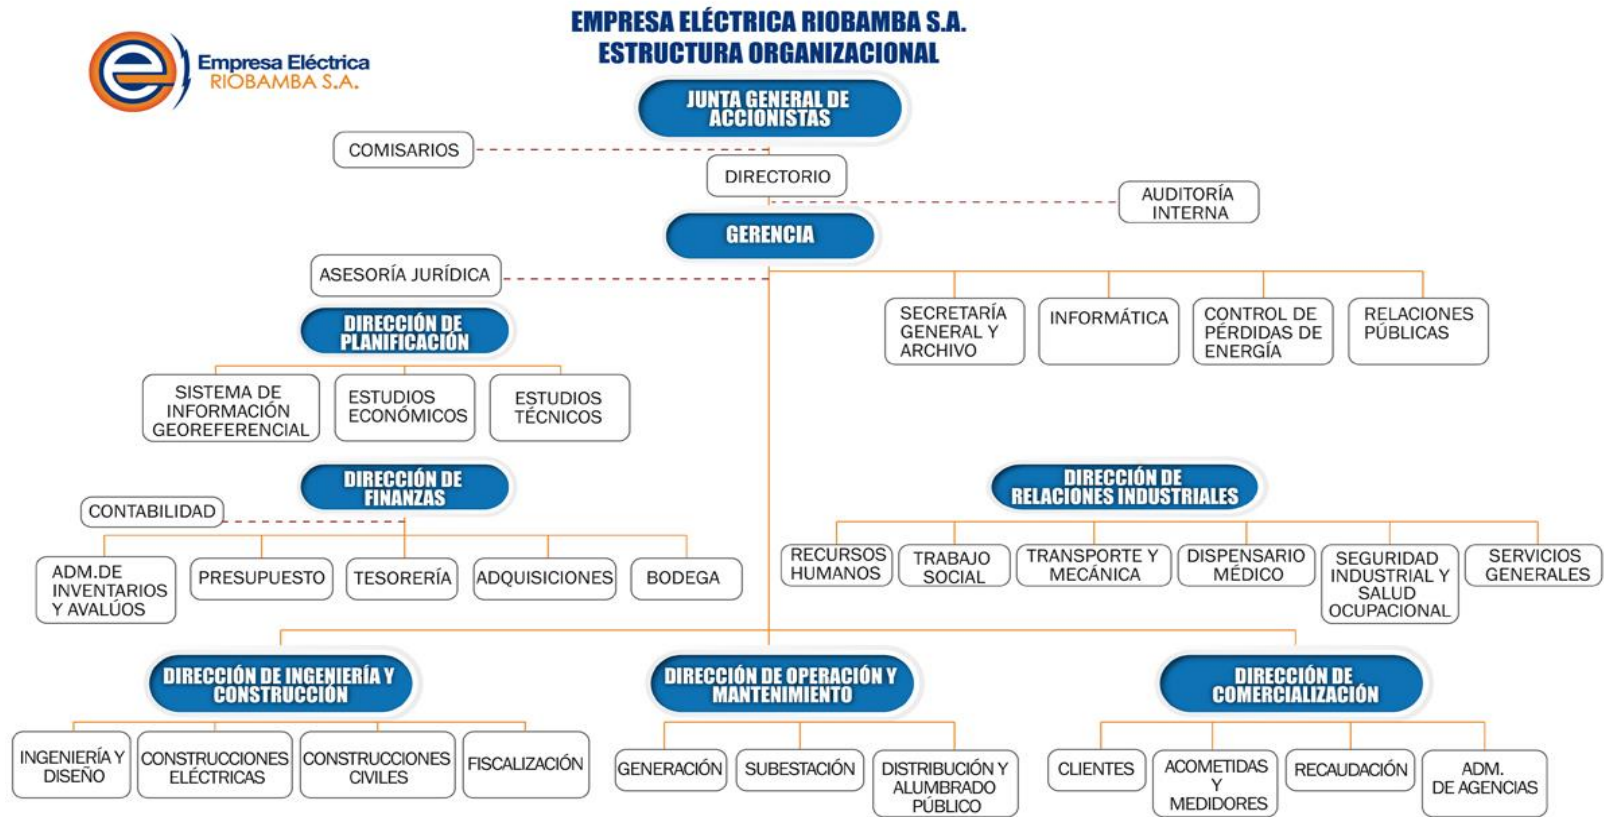 EMPRESA ELÉCTRICA RIOBAMBA S.A.
ESTRUCTURA ORGANIZACIONAL
e
Empresa Eléctrica
RIOBAMBA S.A.
JUNTA GENERAL DE
ACCIONISTAS
COMISARIOS
DIRECTORIO
AUDITORÍA
INTERNA
GERENCIA
ASESORÍA JURÍDICA
SECRETARÍA
GENERAL Y
ARCHIVO
INFORMÁTICA
CONTROL DE
PÉRDIDAS DE
ENERGÍA
RELACIONES
PÚBLICAS
DIRECCIÓN DE
PLANIFICACIÓN
SISTEMA DE
INFORMACIÓN
GEOREFERENCIAL
ESTUDIOS
ECONÓMICOS
ESTUDIOS
TÉCNICOS
DIRECCIÓN DE
FINANZAS
CONTABILIDAD
ADM.DE
INVENTARIOS
Y AVALÚOS
PRESUPUESTO
TESORERÍA
ADQUISICIONES
BODEGA
DIRECCIÓN DE
RELACIONES INDUSTRIALES
RECURSOS
HUMANOS
TRABAJO
SOCIAL
TRANSPORTE Y
MECÁNICA
DISPENSARIO
MÉDICO
SEGURIDAD
INDUSTRIAL Y
SALUD
OCUPACIONAL
SERVICIOS
GENERALES
DIRECCIÓN DE INGENIERÍA Y
CONSTRUCCIÓN
INGENIERÍA Y
DISEÑO
CONSTRUCCIONES
ELÉCTRICAS
CONSTRUCCIONES
CIVILES
FISCALIZACIÓN
DIRECCIÓN DE OPERACIÓN Y
MANTENIMIENTO
GENERACIÓN
SUBESTACIÓN
DISTRIBUCIÓN Y
ALUMBRADO
PÚBLICO
DIRECCIÓN DE
COMERCIALIZACIÓN
CLIENTES
ACOMETIDAS
Y
MEDIDORES
RECAUDACIÓN
ADM.
DE AGENCIAS